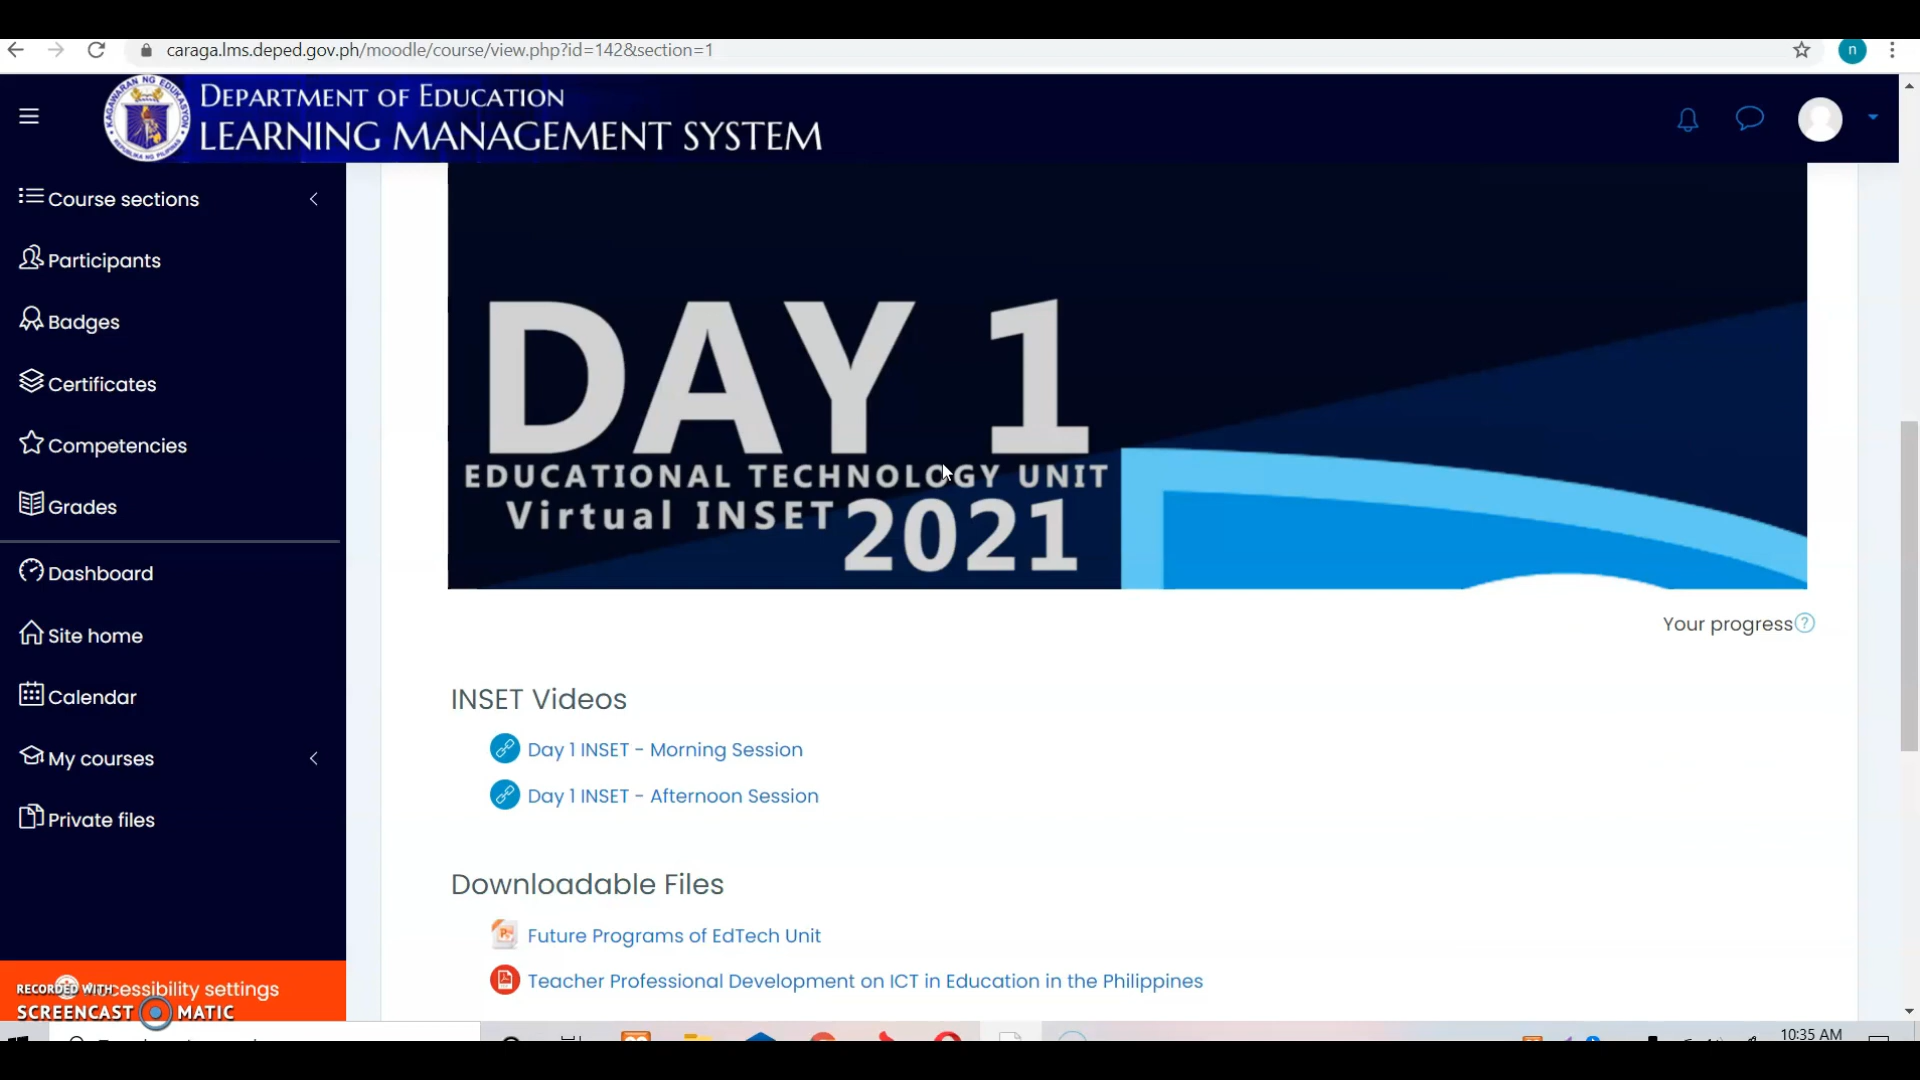 caraga.lms.deped.gov.ph/moodle/course/view.php?id=142&section=1
n
DEPARTMENT OF EDUCATION
LEARNING MANAGEMENT SYSTEM
Course sections
Participants
Badges
Certificates
Competencies
Grades
Dashboard
Site home
Calendar
My courses
Private files
DAY 1
EDUCATIONAL TECHNOLOGY UNIT
Virtual INSET 2021
Your progress
INSET Videos
Day 1 INSET - Morning Session
Day 1 INSET - Afternoon Session
Downloadable Files
Future Programs of EdTech Unit
Teacher Professional Development on ICT in Education in the Philippines
RECORDED WITH
SCREENCAST MATIC
settings
10:35 AM